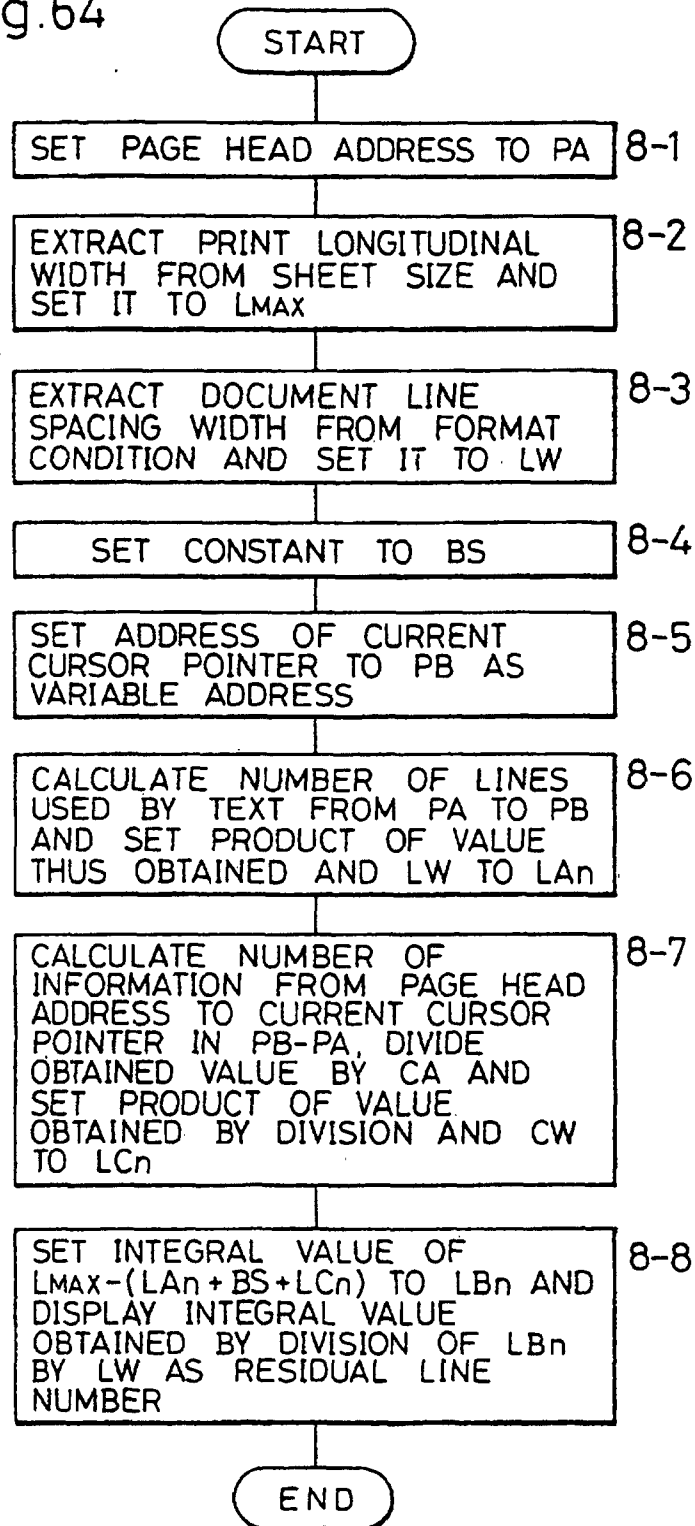 g.64
START
SET PAGE HEAD ADDRESS TO PA
8-1
EXTRACT PRINT LONGITUDINAL
WIDTH FROM SHEET SIZE AND
SET IT TO LMAX
8-2
EXTRACT DOCUMENT LINE
SPACING WIDTH FROM FORMAT
CONDITION AND SET IT TO LW
8-3
SET CONSTANT TO BS
8-4
SET ADDRESS OF CURRENT
CURSOR POINTER TO PB AS
VARIABLE ADDRESS
8-5
CALCULATE NUMBER OF LINES
USED BY TEXT FROM PA TO PB
AND SET PRODUCT OF VALUE
THUS OBTAINED AND LW TO LAn
8-6
CALCULATE NUMBER OF
INFORMATION FROM PAGE HEAD
ADDRESS TO CURRENT CURSOR
POINTER IN PB-PA, DIVIDE
OBTAINED VALUE BY CA AND
SET PRODUCT OF VALUE
OBTAINED BY DIVISION AND CW
TO LCn
8-7
SET INTEGRAL VALUE OF
LMAX-(LAn+BS+LCn) TO LBn AND
DISPLAY INTEGRAL VALUE
OBTAINED BY DIVISION OF LBn
BY LW AS RESIDUAL LINE
NUMBER
8-8
END